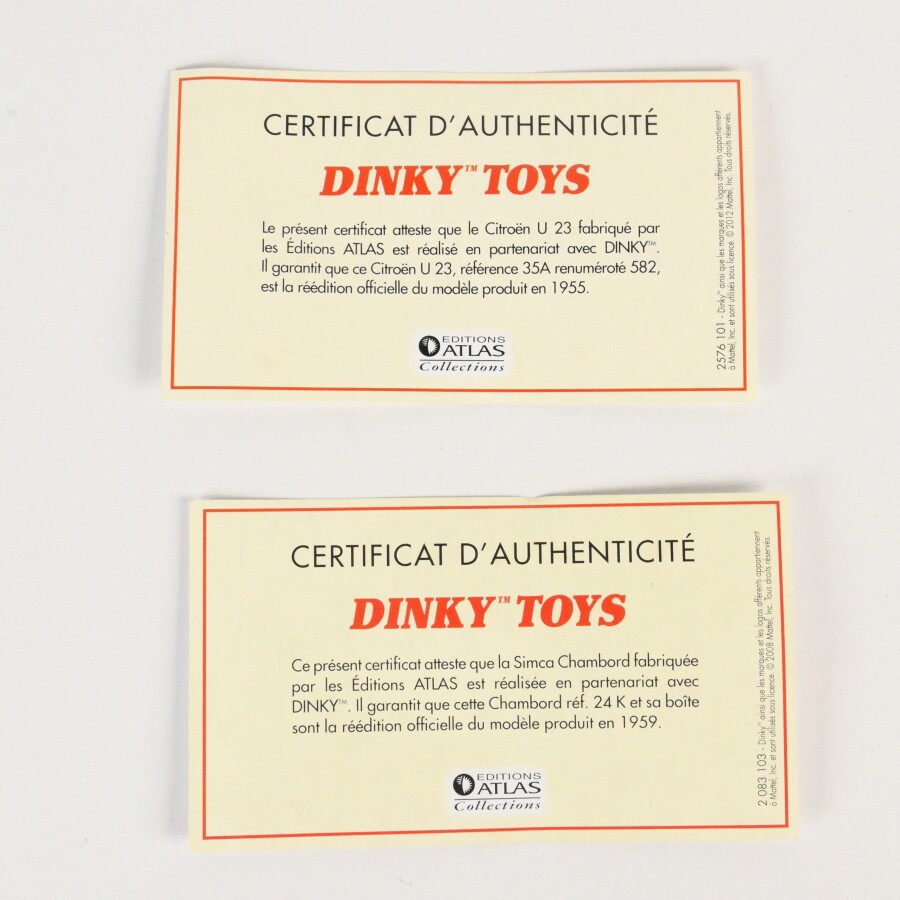 CERTIFICAT D'AUTHENTICITÉ
DINKY™ TOYS
Le présent certificat atteste que le Citroën U 23 fabriqué par
les Éditions ATLAS est réalisé en partenariat avec DINKY™.
Il garantit que ce Citroën U 23, référence 35A renuméroté 582,
est la réédition officielle du modèle produit en 1955.
EDITIONS
ATLAS
Collections
2576 101 - Dinky® ainsi que les marques et les logos afférents appartiennent
à Mattel, Inc. et sont utilisés sous licence. © 2012 Mattel, Inc. Tous droits réservés.
CERTIFICAT D'AUTHENTICITÉ
DINKY™ TOYS
Ce présent certificat atteste que la Simca Chambord fabriquée
par les Éditions ATLAS est réalisée en partenariat avec
DINKY™. Il garantit que cette Chambord réf. 24 K et sa boîte
sont la réédition officielle du modèle produit en 1959.
EDITIONS
ATLAS
Collections
2 083 103 - Dinky® ainsi que les marques et les logos afférents appartiennent
à Mattel, Inc. et sont utilisés sous licence. © 2008 Mattel, Inc. Tous droits réservés.